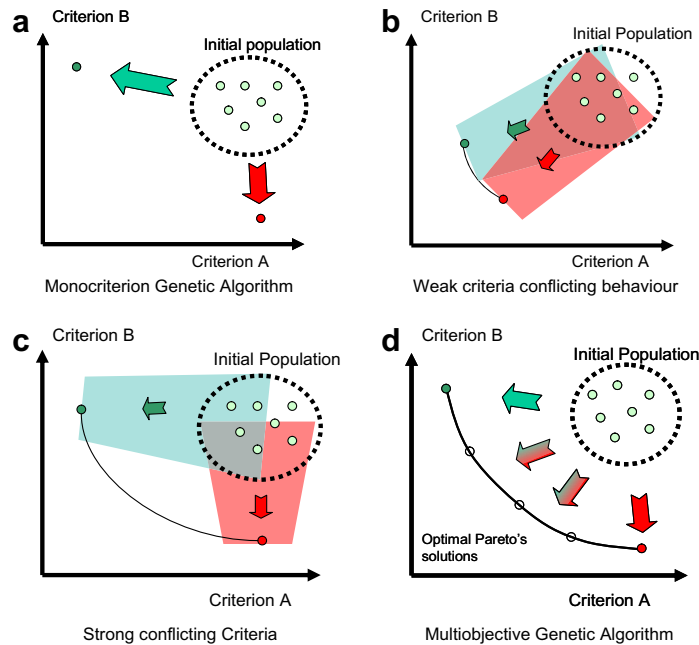 a
Criterion B
Initial population
Criterion A
Monocriterion Genetic Algorithm
b
Criterion B
Initial Population
Criterion A
Weak criteria conflicting behaviour
c
Criterion B
Initial Population
Criterion A
Strong conflicting Criteria
d
Criterion B
Initial Population
Optimal Pareto's
solutions
Criterion A
Multiobjective Genetic Algorithm